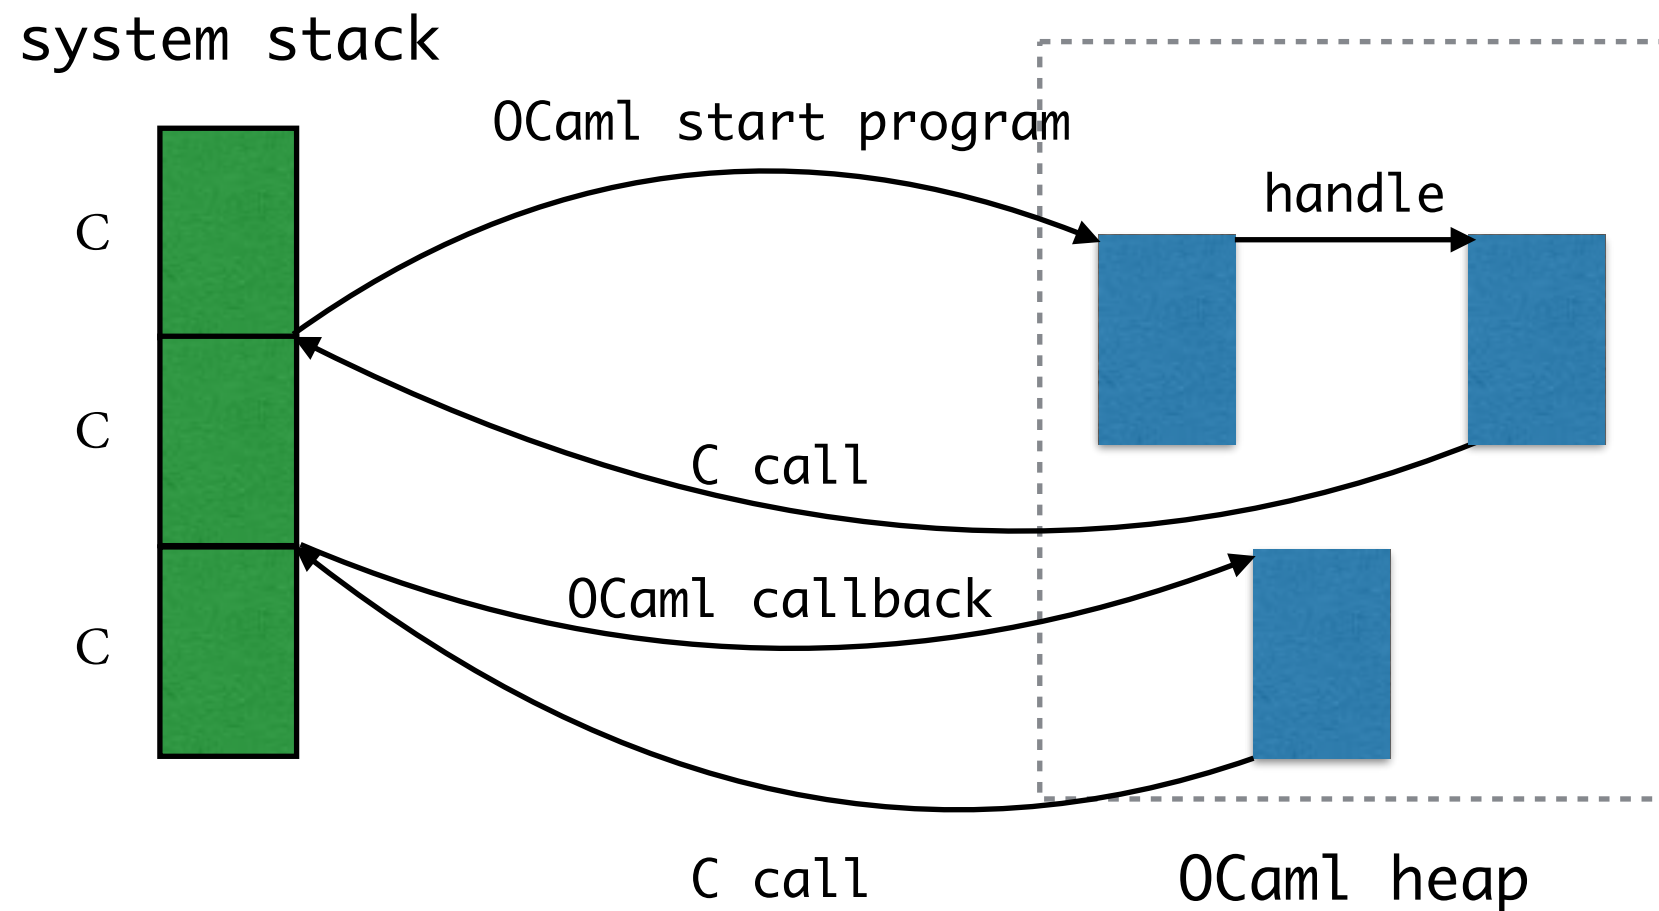 system stack
OCaml start program
handle
C
C
C call
OCaml callback
C
C call
OCaml heap